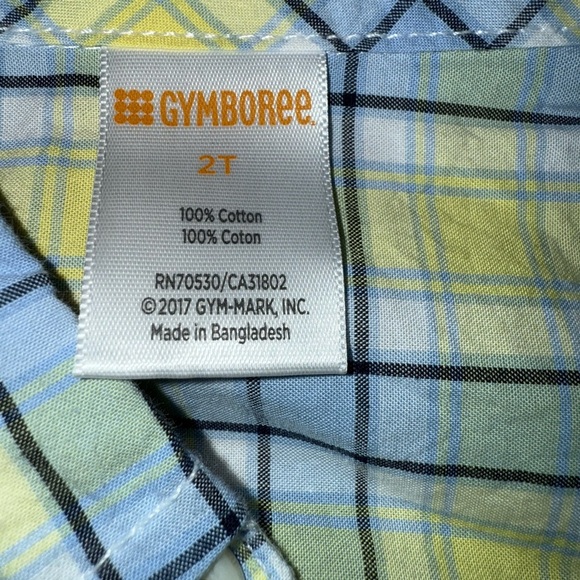 GYMBOREE
2T
100% Cotton
100% Coton
RN70530/CA31802
©2017 GYM-MARK, INC.
Made in Bangladesh